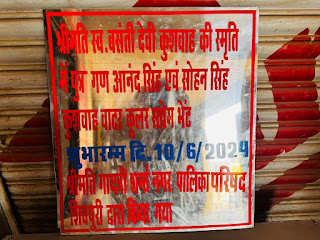 श्रीमति स्व. बसंती देवी कुशवाह की स्मृति
में पुत्र गण आनंद सिंह एवं सोहन सिंह
कुशवाह वाटर कूलर सप्रेम भेंट
शुभारम्भ दि. 10/6/2024
श्रीमति गायत्री शर्मा नगर पालिका परिषद
शिवपुरी द्वारा किया गया